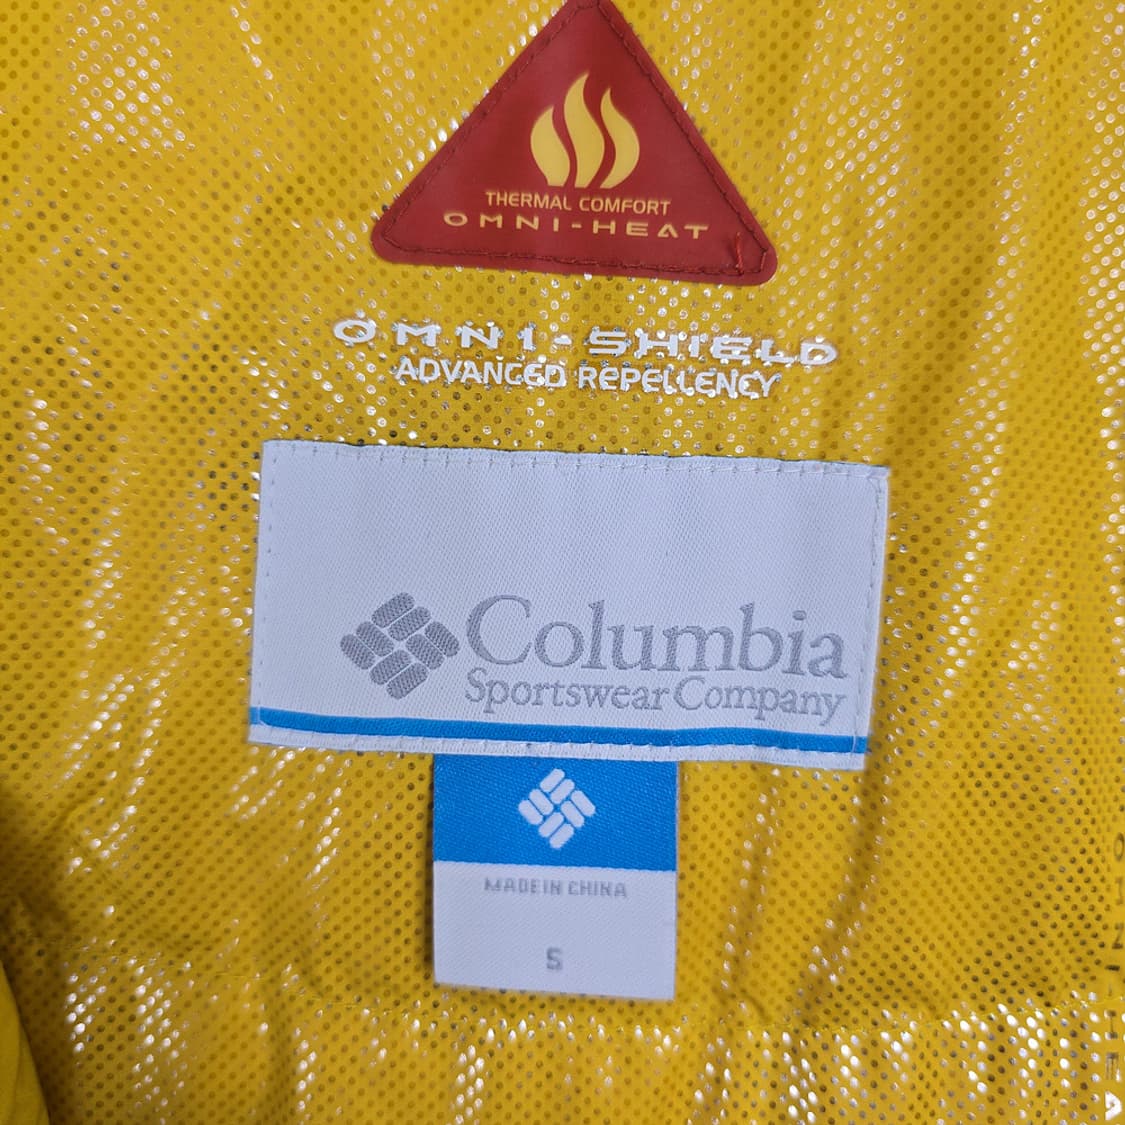 THERMAL COMFORT
OMNI-HEAT
OMNI-SHIELD
ADVANCED REPELLENCY
Columbia
Sportswear Company
MADE IN CHINA
S